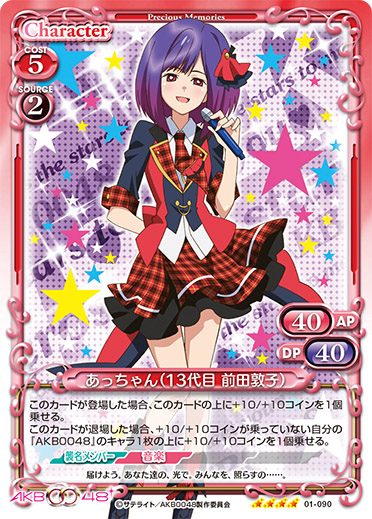 Precious Memories
Character
COST
5
SOURCE
2
the stars to
40 AP
DP 40
あっちゃん(13代目 前田敦子)
このカードが登場した場合、このカードの上に+10/+10コインを1個
乗せる。
このカードが退場した場合、+10/+10コインが乗っていない自分の
『AKB0048』のキャラ1枚の上に+10/+10コインを1個乗せる。
襲名メンバー 音楽
届けよう。あなた達の、光で。みんなを、照らすの……。
AKB0048
©サテライト/AKB0048製作委員会
★★★★ 01-090